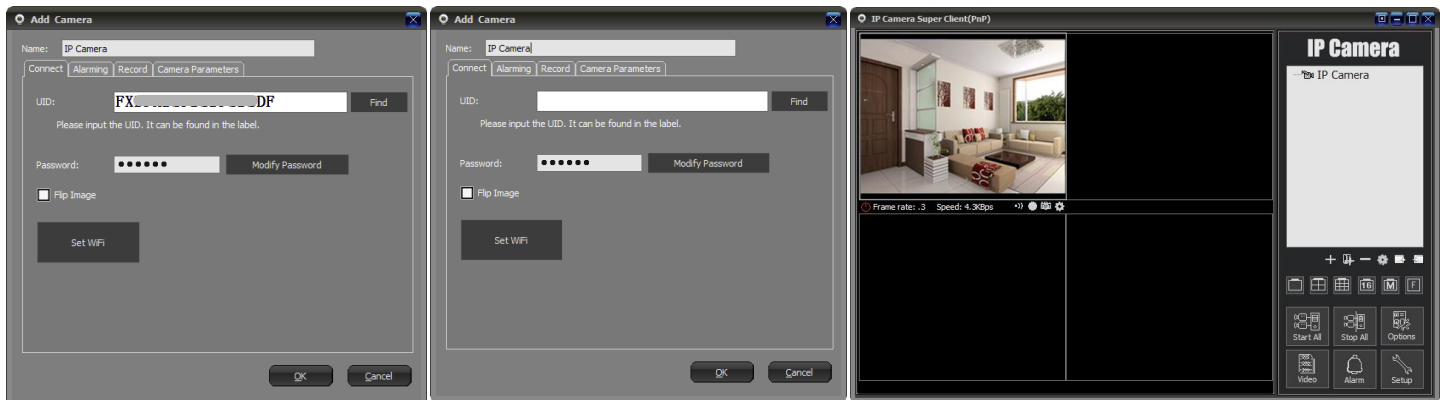 Add Camera
Name: IP Camera
Connect Alarming Record Camera Parameters
UID: FX DF Find
Please input the UID. It can be found in the label.
Password: ●●●●●● Modify Password
Flip Image
Set WiFi
OK Cancel
Add Camera
Name: IP Camera
Connect Alarming Record Camera Parameters
UID: Find
Please input the UID. It can be found in the label.
Password: ●●●●●● Modify Password
Flip Image
Set WiFi
OK Cancel
IP Camera Super Client(PnP)
Frame rate: .3 Speed: 4.3KBps
IP Camera
IP Camera
16 M F
Start All Stop All Options
Video Alarm Setup